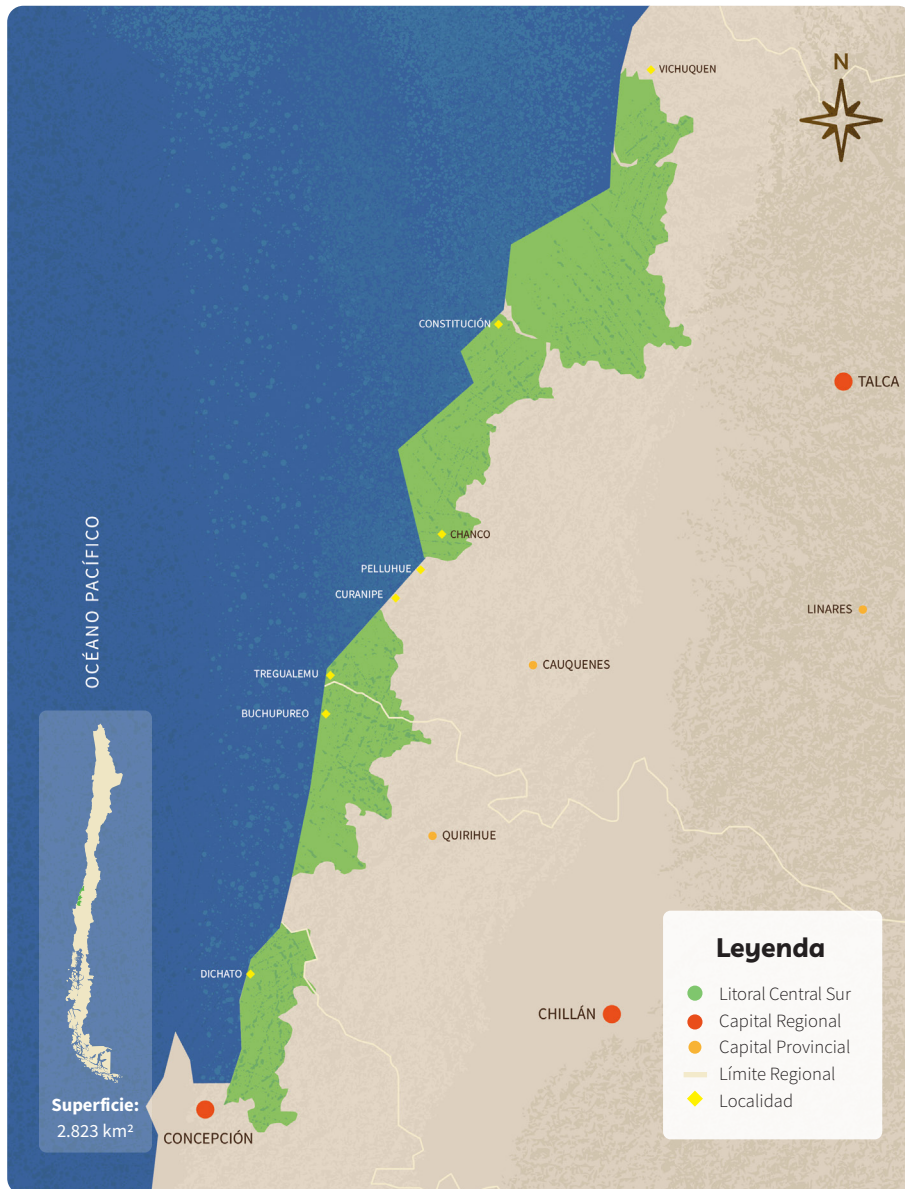 N
VICHUQUEN
CONSTITUCIÓN
TALCA
CHANCO
PELLUHUE
CURANIPE
LINARES
CAUQUENES
TREGUALEMU
BUCHUPUREO
OCÉANO PACÍFICO
QUIRIHUE
DICHATO
CHILLÁN
CONCEPCIÓN
Superficie:
2.823 km²
Leyenda
Litoral Central Sur
Capital Regional
Capital Provincial
Límite Regional
Localidad